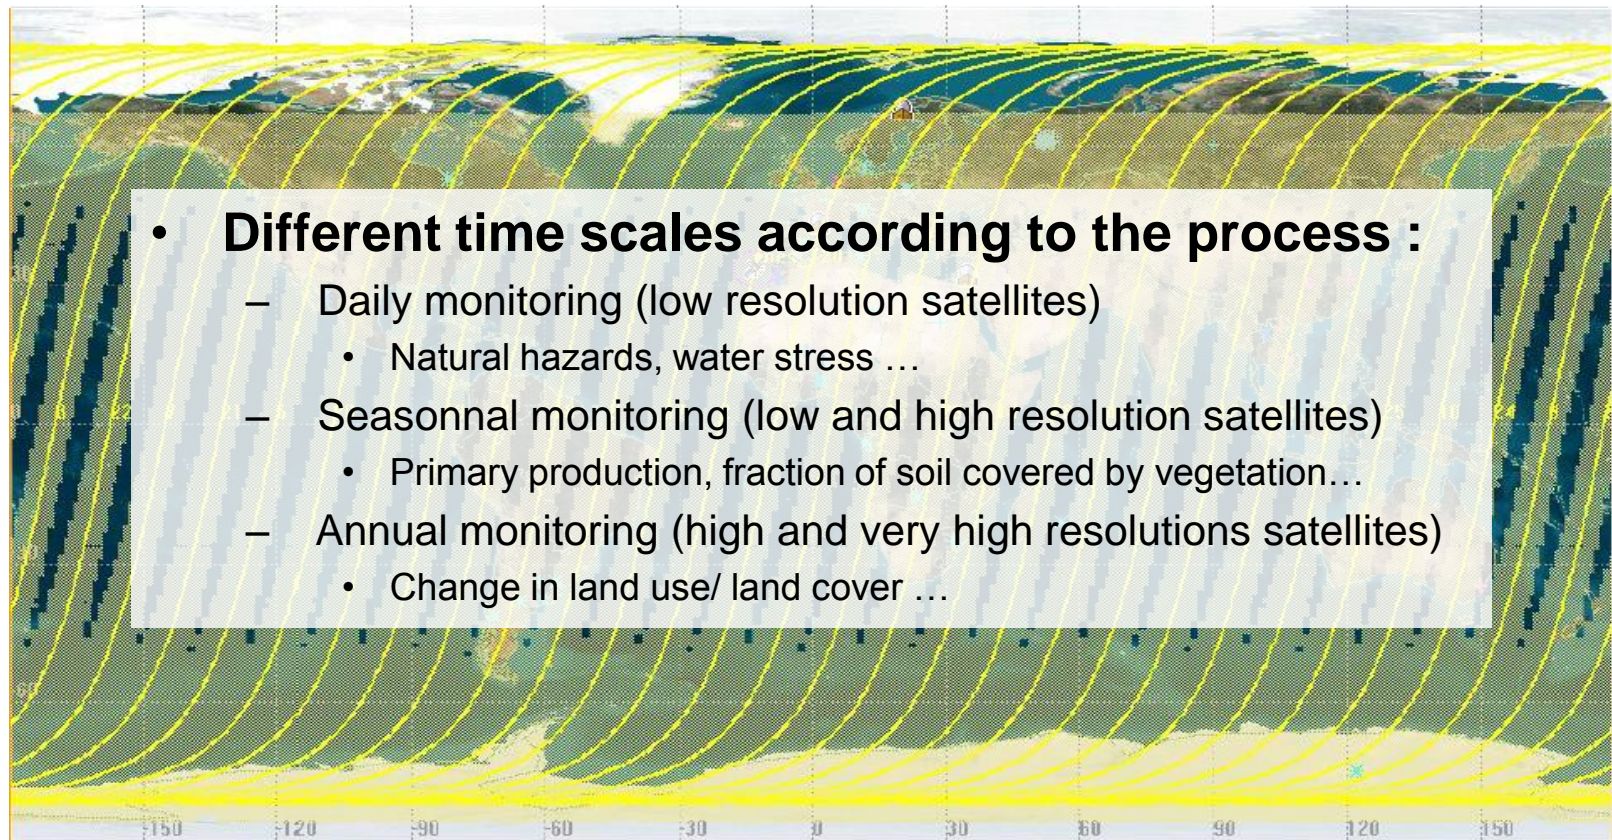 • Different time scales according to the process :
– Daily monitoring (low resolution satellites)
• Natural hazards, water stress …
– Seasonnal monitoring (low and high resolution satellites)
• Primary production, fraction of soil covered by vegetation…
– Annual monitoring (high and very high resolutions satellites)
• Change in land use/ land cover …
-150 -120 -90 -60 -30 0 30 60 90 120 150